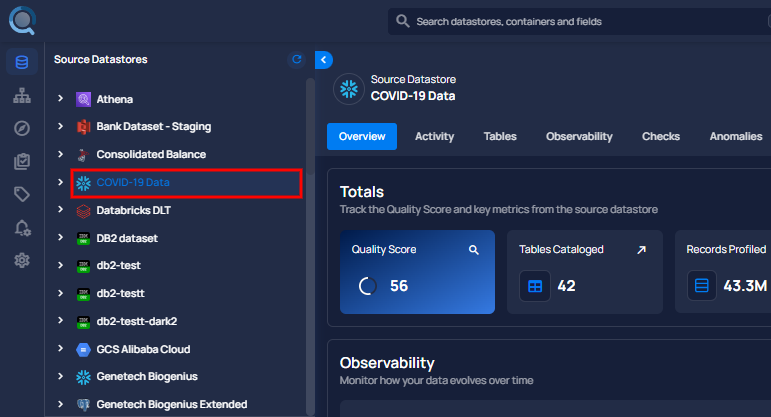 Search datastores, containers and fields
Source Datastores
Athena
Bank Dataset - Staging
Consolidated Balance
COVID-19 Data
Databricks DLT
DB2 dataset
db2-test
db2-testt
db2-testt-dark2
GCS Alibaba Cloud
Genetech Biogenius
Genetech Biogenius Extended
Source Datastore
COVID-19 Data
Overview Activity Tables Observability Checks Anomalies
Totals
Track the Quality Score and key metrics from the source datastore
Quality Score
56
Tables Cataloged
42
Records Profiled
43.3M
Observability
Monitor how your data evolves over time